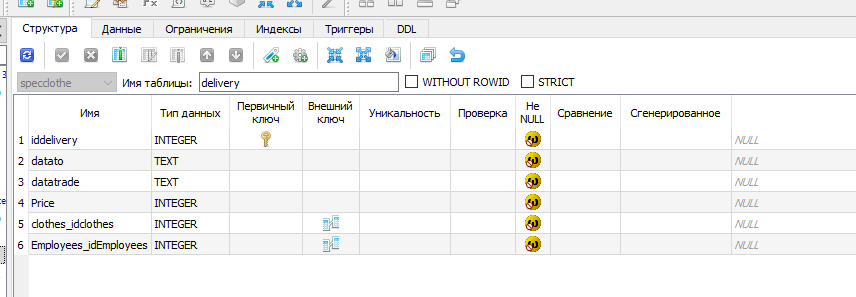 Структура Данные Ограничения Индексы Триггеры DDL
specclothe Имя таблицы: delivery WITHOUT ROWID STRICT
Имя Тип данных Первичный ключ Внешний ключ Уникальность Проверка Не NULL Сравнение Сгенерированное
1 iddelivery INTEGER NULL
2 datato TEXT NULL
3 datatrade TEXT NULL
4 Price INTEGER NULL
5 clothes_idclothes INTEGER NULL
6 Employees_idEmployees INTEGER NULL